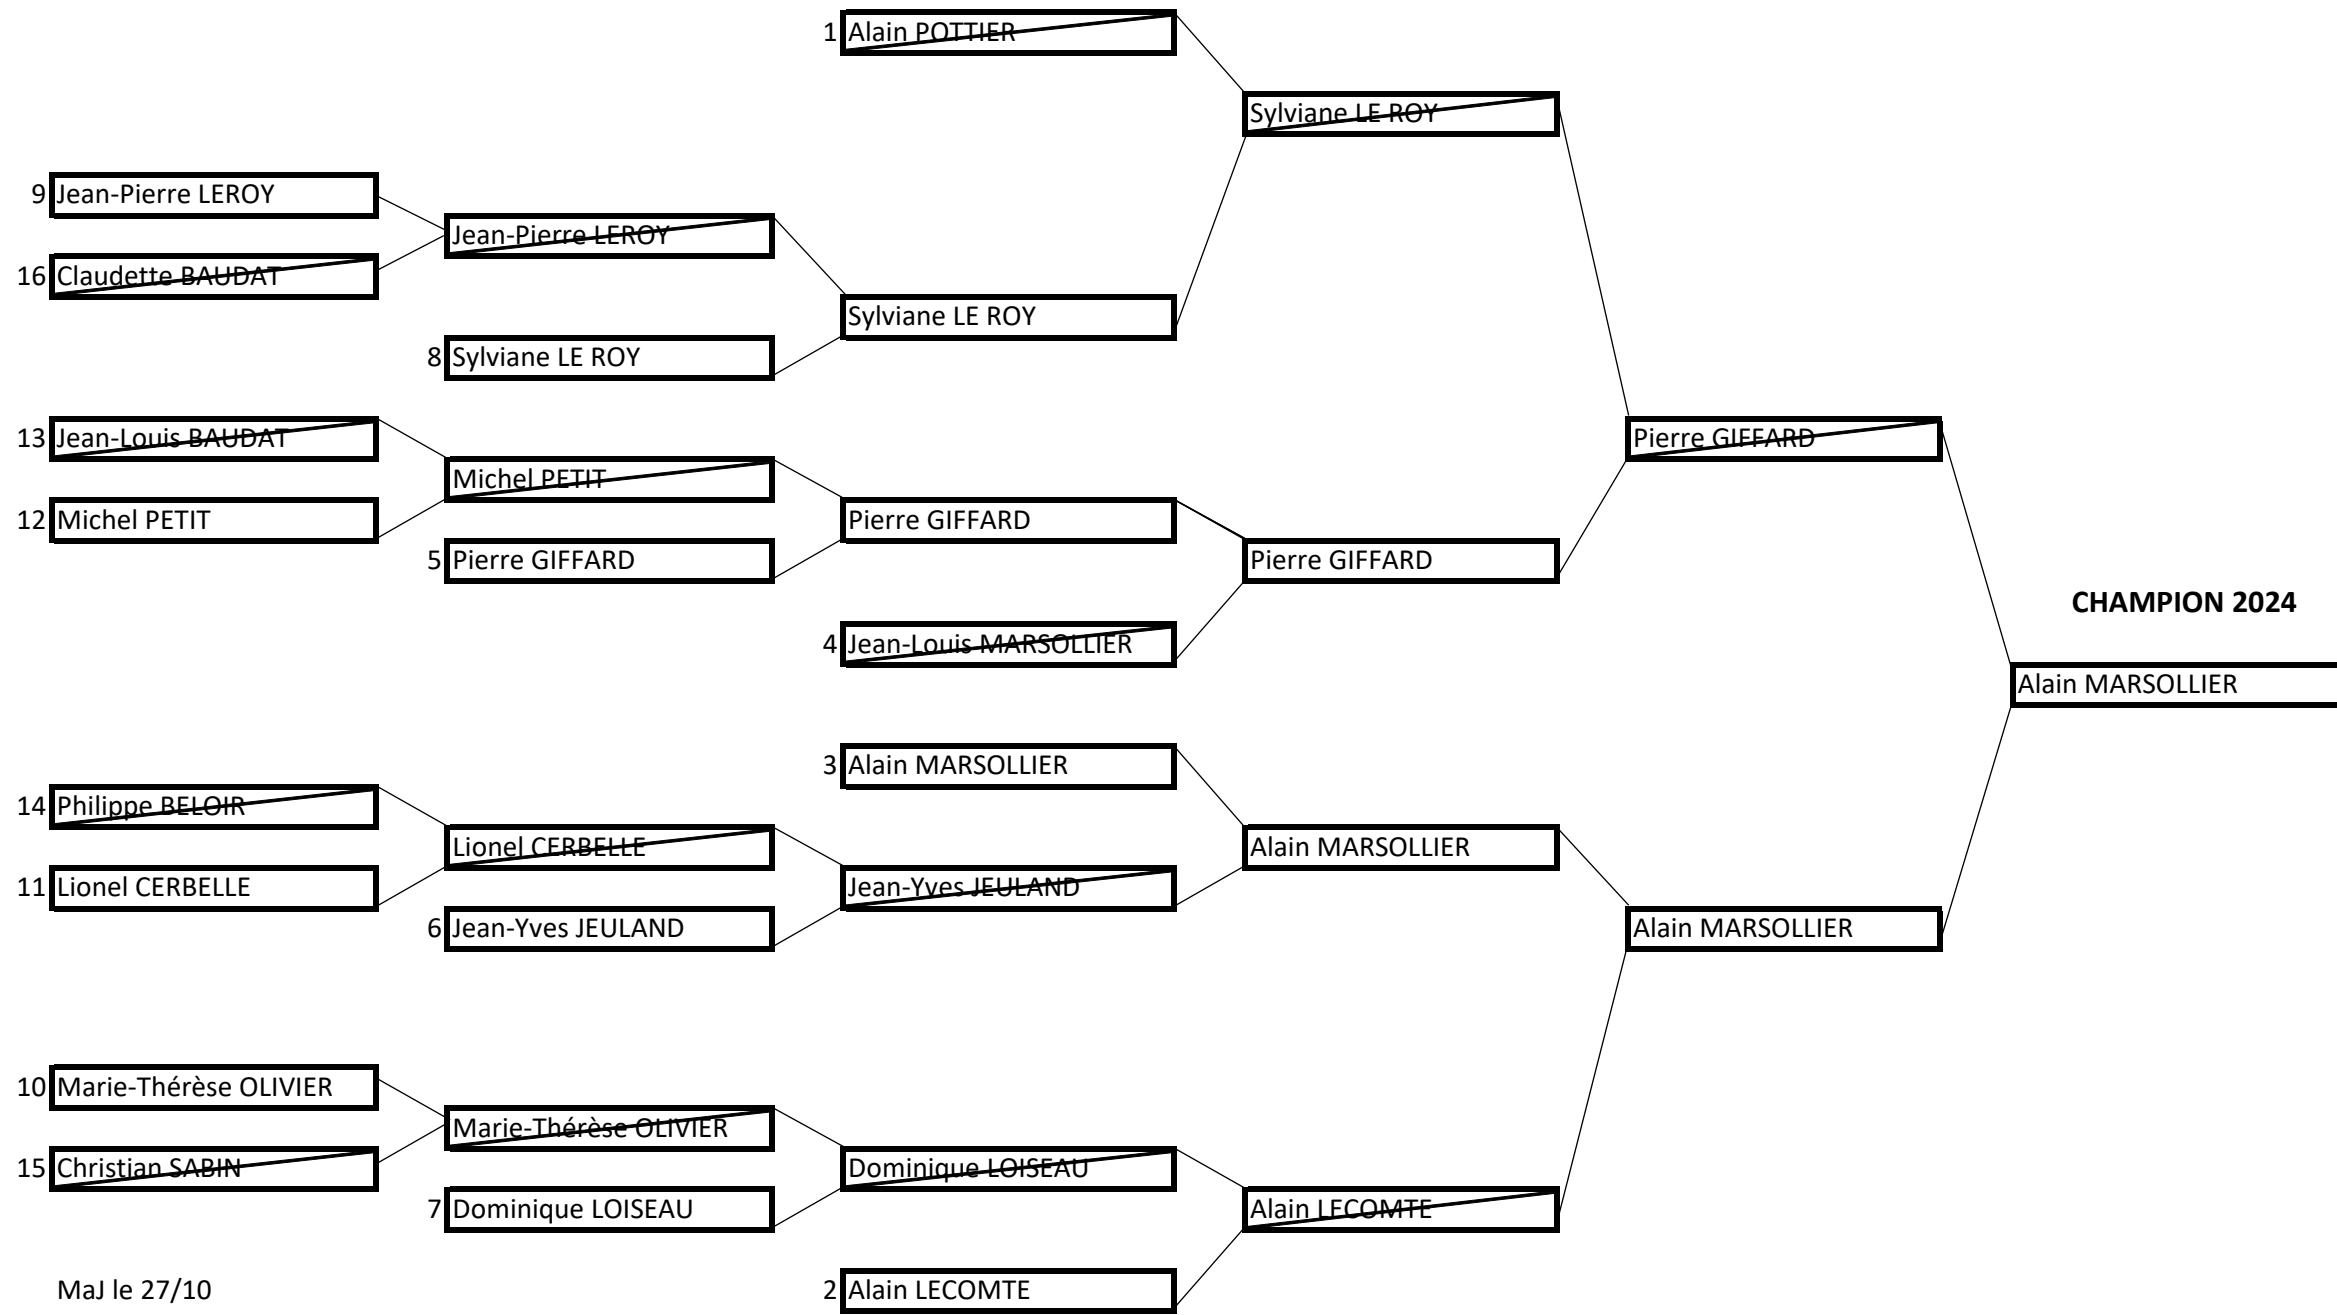 1 Alain POTTIER
Sylviane LE ROY
9 Jean-Pierre LEROY
Jean-Pierre LEROY
16 Claudette BAUDAT
Sylviane LE ROY
8 Sylviane LE ROY
13 Jean-Louis BAUDAT
Pierre GIFFARD
Michel PETIT
12 Michel PETIT
Pierre GIFFARD
5 Pierre GIFFARD
Pierre GIFFARD
CHAMPION 2024
4 Jean-Louis MARSOLLIER
Alain MARSOLLIER
3 Alain MARSOLLIER
14 Philippe BELOIR
Lionel CERBELLE
Alain MARSOLLIER
11 Lionel CERBELLE
Jean-Yves JEULAND
6 Jean-Yves JEULAND
Alain MARSOLLIER
10 Marie-Thérèse OLIVIER
Marie-Thérèse OLIVIER
15 Christian SABIN
Dominique LOISEAU
7 Dominique LOISEAU
Alain LECOMTE
MaJ le 27/10
2 Alain LECOMTE